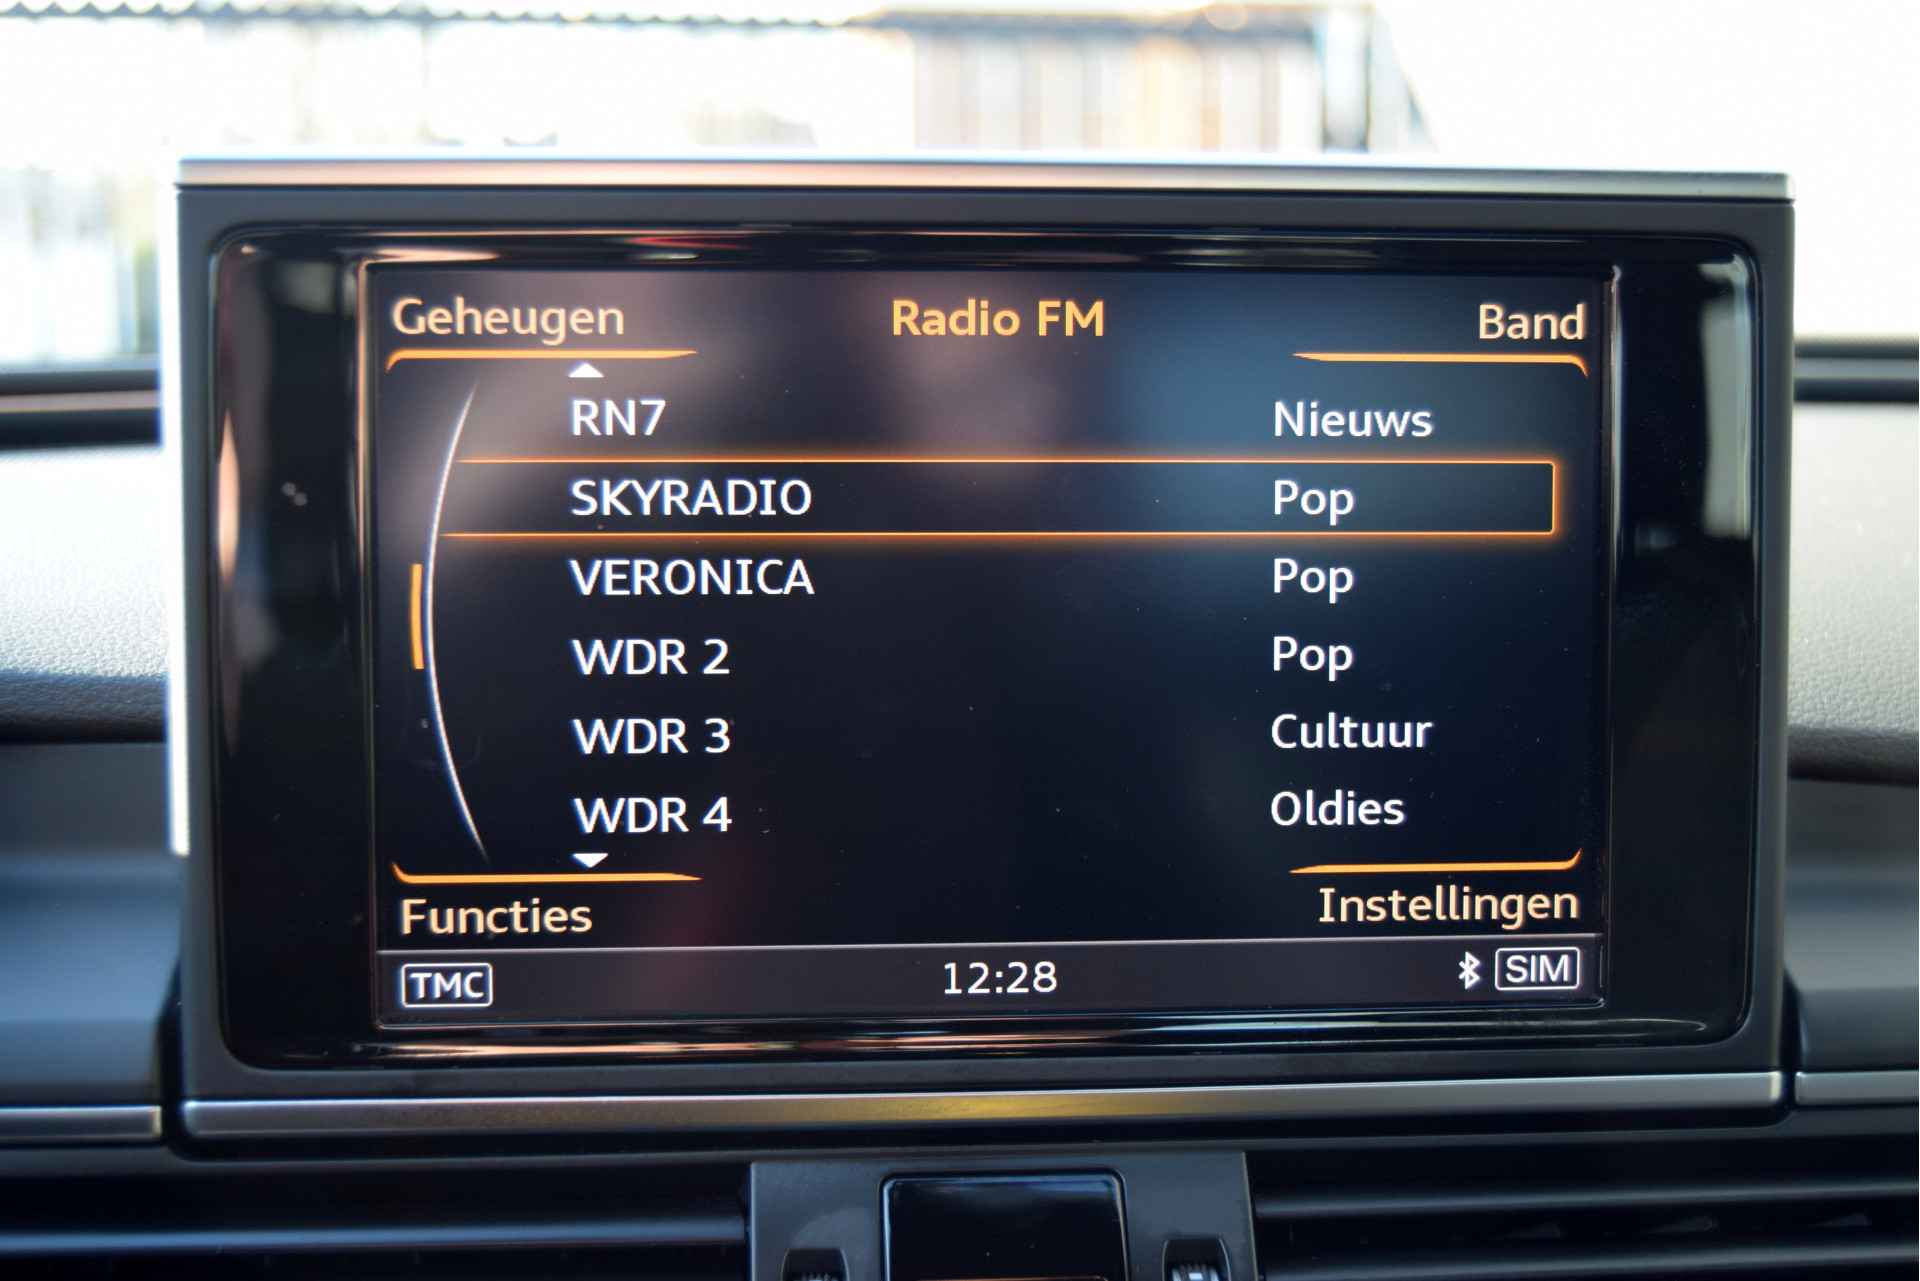 Geheugen Radio FM Band
RN7 Nieuws
SKYRADIO Pop
VERONICA Pop
WDR 2 Pop
WDR 3 Cultuur
WDR 4 Oldies
Functies Instellingen
TMC 12:28 SIM